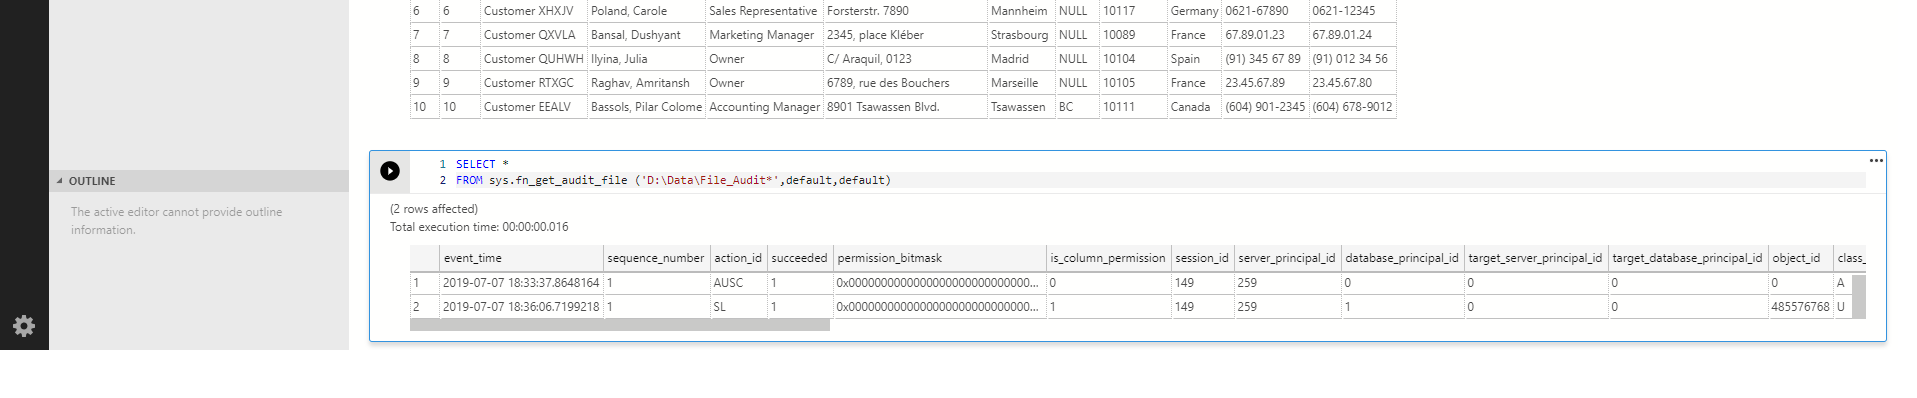 6 6 Customer XHXJV Poland, Carole Sales Representative Forsterstr. 7890 Mannheim NULL 10117 Germany 0621-67890 0621-12345
7 7 Customer QXVLA Bansal, Dushyant Marketing Manager 2345, place Kléber Strasbourg NULL 10089 France 67.89.01.23 67.89.01.24
8 8 Customer QUHWH Ilyina, Julia Owner C/ Araquil, 0123 Madrid NULL 10104 Spain (91) 345 67 89 (91) 012 34 56
9 9 Customer RTXGC Raghav, Amritansh Owner 6789, rue des Bouchers Marseille NULL 10105 France 23.45.67.89 23.45.67.80
10 10 Customer EEALV Bassols, Pilar Colome Accounting Manager 8901 Tsawassen Blvd. Tsawassen BC 10111 Canada (604) 901-2345 (604) 678-9012
OUTLINE
The active editor cannot provide outline
information.
1 SELECT *
2 FROM sys.fn_get_audit_file ('D:\Data\File_Audit*',default,default)
(2 rows affected)
Total execution time: 00:00:00.016
event_time sequence_number action_id succeeded permission_bitmask is_column_permission session_id server_principal_id database_principal_id target_server_principal_id target_database_principal_id object_id class_
1 2019-07-07 18:33:37.8648164 1 AUSC 1 0x00000000000000000000000000... 0 149 259 0 0 0 0 A
2 2019-07-07 18:36:06.7199218 1 SL 1 0x00000000000000000000000000... 1 149 259 1 0 0 485576768 U